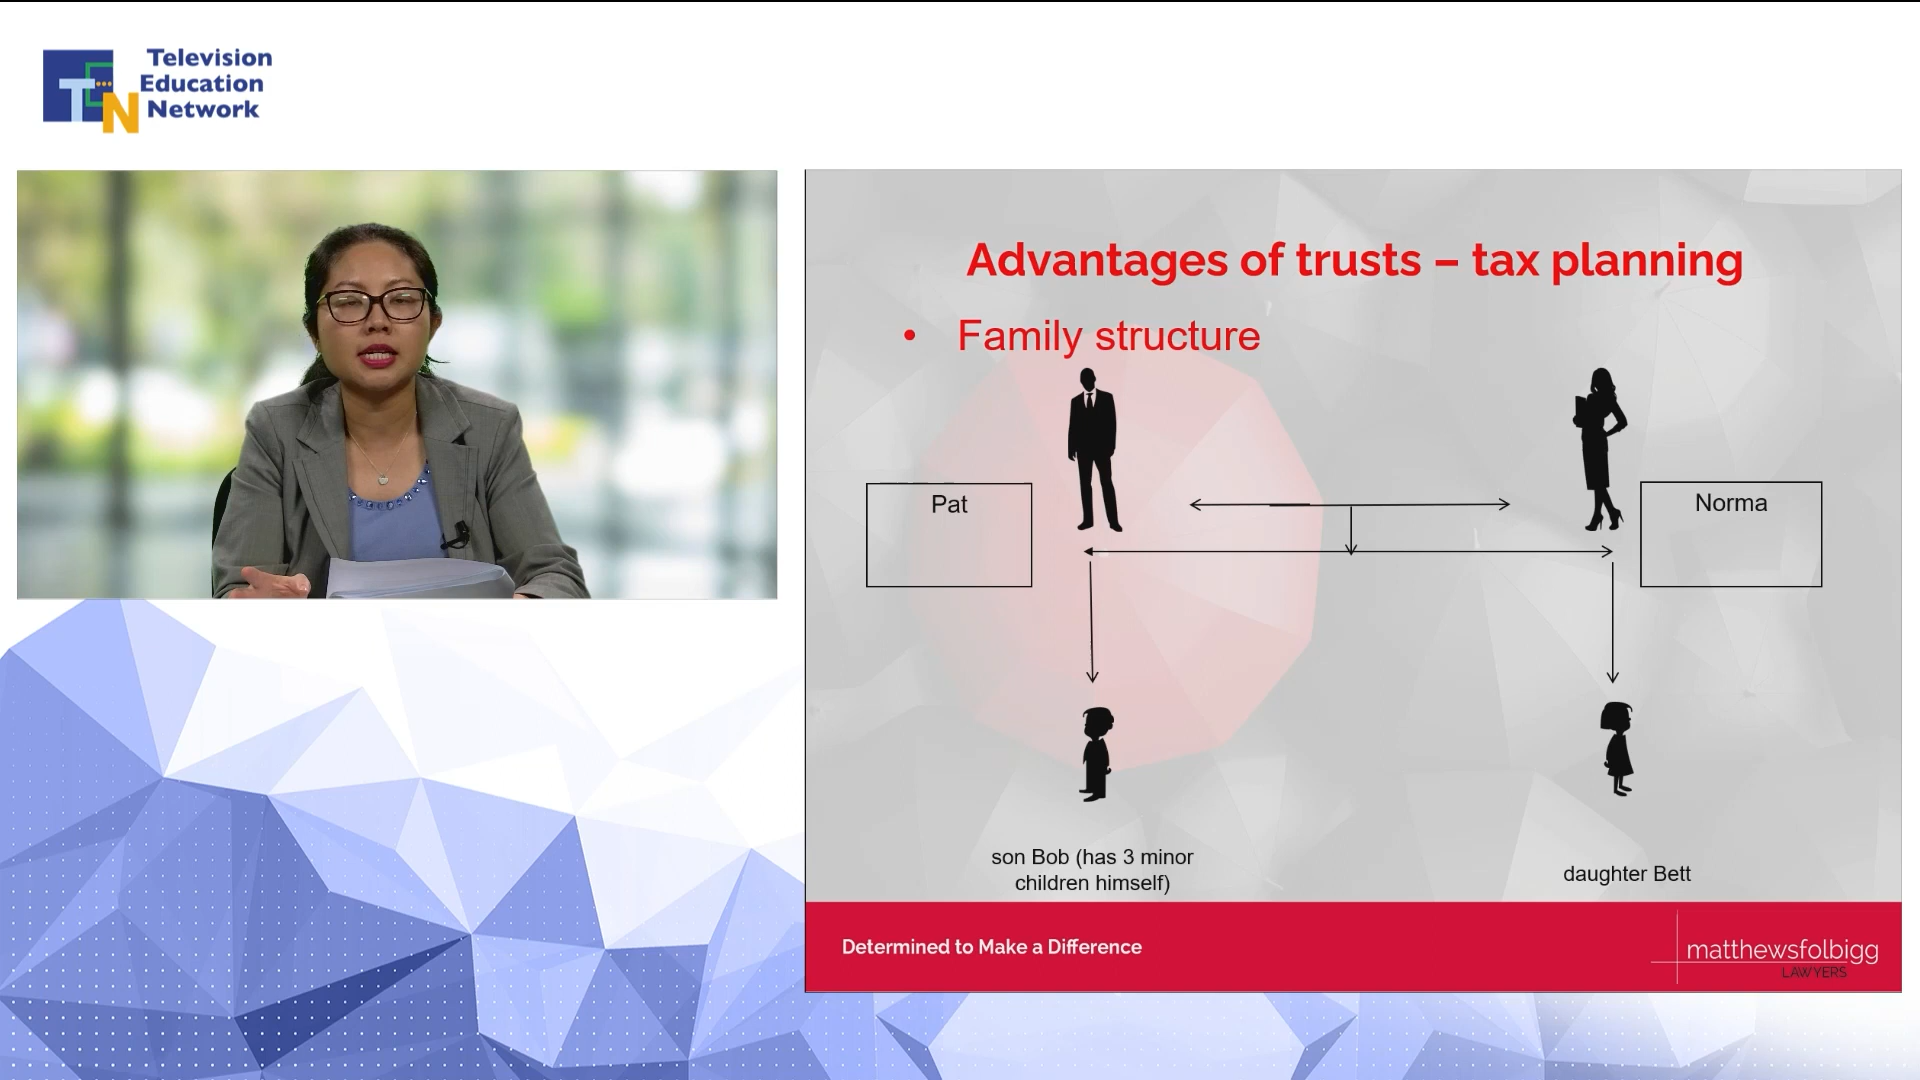 Television
Education
Network
TEN
Advantages of trusts – tax planning
• Family structure
Pat
Norma
son Bob (has 3 minor
children himself)
daughter Bett
Determined to Make a Difference
matthewsfolbigg
LAWYERS